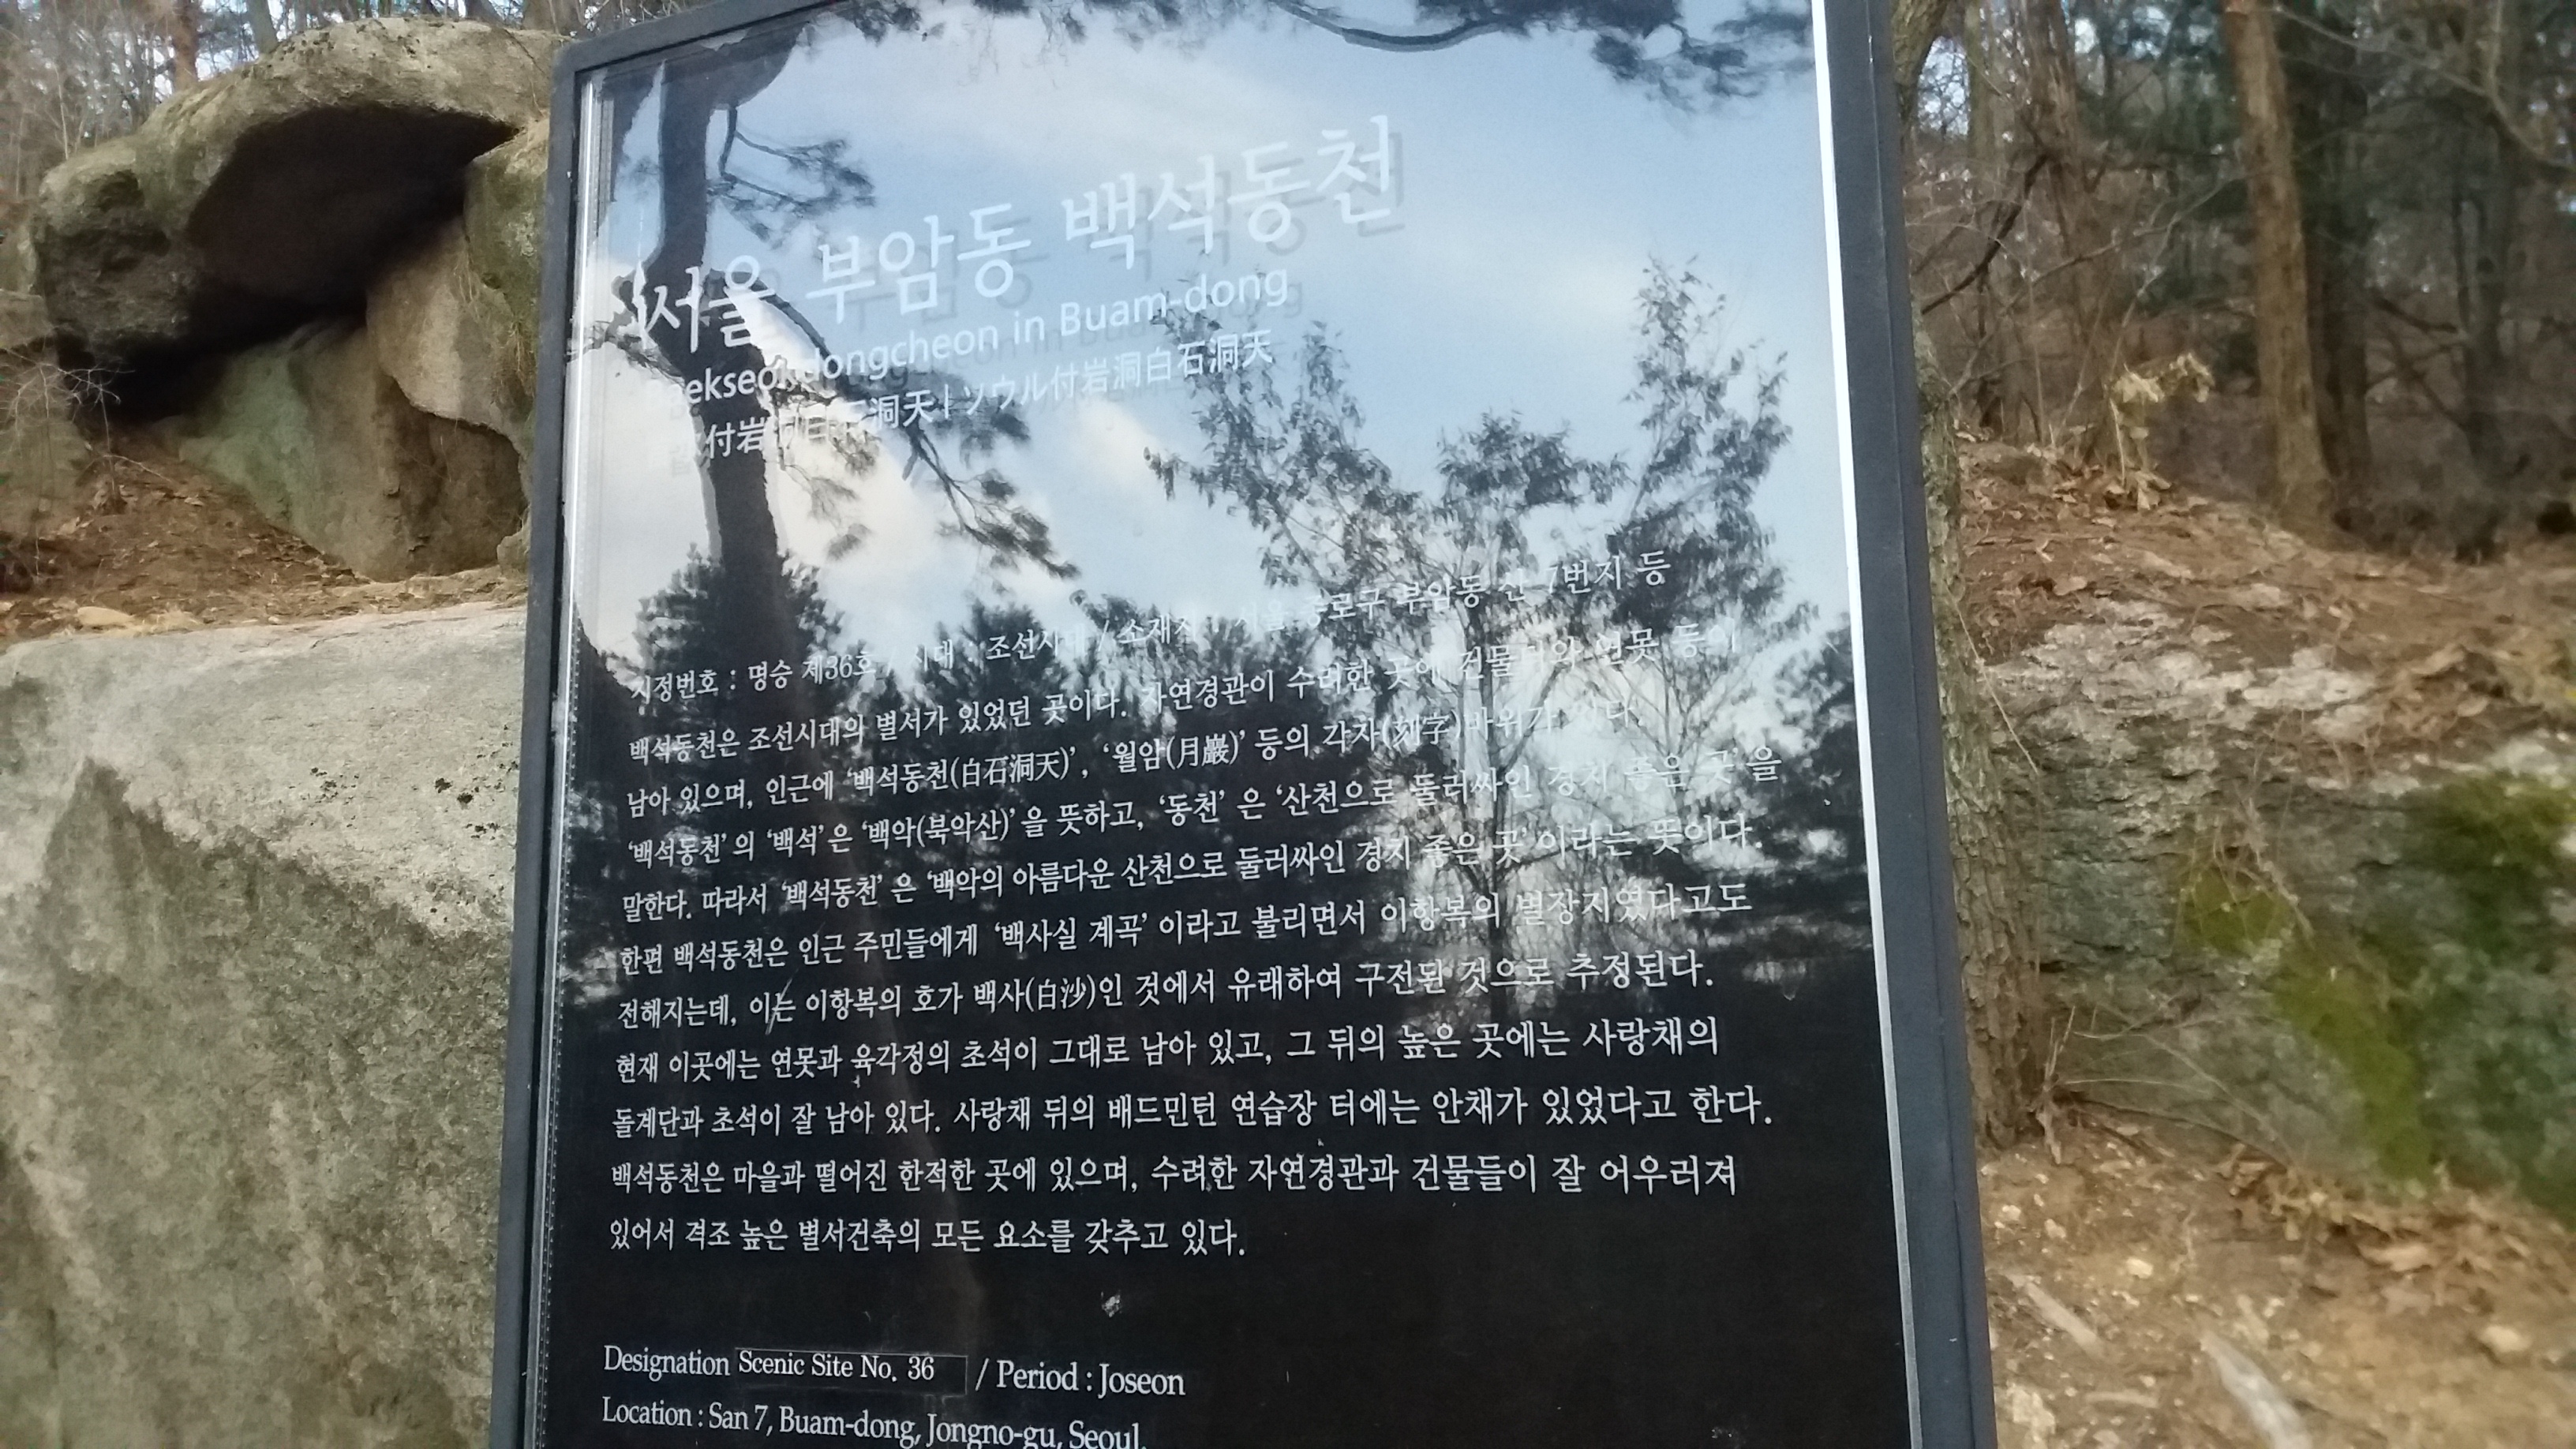 서울 부암동 백석동천
dongcheon in Buam-dong
付岩洞白石洞天 | ソウル付岩洞白石洞天
지정번호 : 명승 제36호 / 시대 : 조선시대 / 소재지 : 서울 종로구 부암동 산 7번지 등
백석동천은 조선시대의 별서가 있었던 곳이다. 자연경관이 수려한 곳에 건물터와 연못 등이
남아 있으며, 인근에 ‘백석동천(白石洞天)’, ‘월암(月巖)’ 등의 각자(刻字)바위가 있다.
‘백석동천’의 ‘백석’은 ‘백악(북악산)’을 뜻하고, ‘동천’은 ‘산천으로 둘러싸인 경치 좋은 곳’을
말한다. 따라서 ‘백석동천’은 ‘백악의 아름다운 산천으로 둘러싸인 경치 좋은 곳’이라는 뜻이다.
한편 백석동천은 인근 주민들에게 ‘백사실 계곡’이라고 불리면서 이항복의 별장지였다고도
전해지는데, 이는 이항복의 호가 백사(白沙)인 것에서 유래하여 구전된 것으로 추정된다.
현재 이곳에는 연못과 육각정의 초석이 그대로 남아 있고, 그 뒤의 높은 곳에는 사랑채의
돌계단과 초석이 잘 남아 있다. 사랑채 뒤의 배드민턴 연습장 터에는 안채가 있었다고 한다.
백석동천은 마을과 떨어진 한적한 곳에 있으며, 수려한 자연경관과 건물들이 잘 어우러져
있어서 격조 높은 별서건축의 모든 요소를 갖추고 있다.
Designation Scenic Site No. 36 / Period : Joseon
Location : San 7, Buam-dong, Jongno-gu, Seoul.